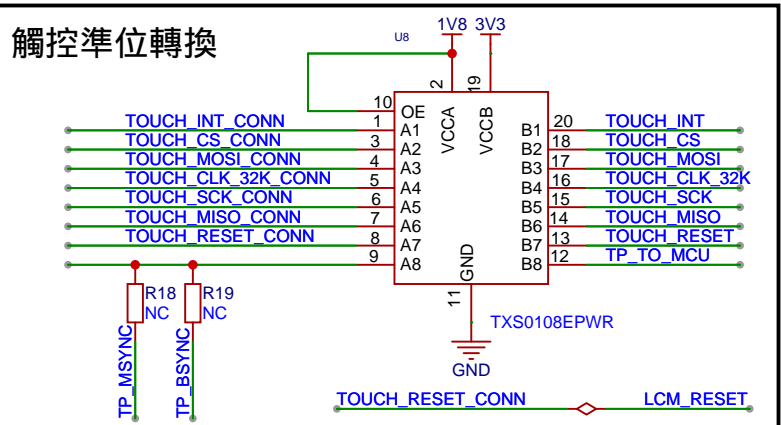 觸控準位轉換
U8
1V8 3V3
2 19
10 OE
VCCA VCCB
TOUCH_INT_CONN 1 A1 B1 20 TOUCH_INT
TOUCH_CS_CONN 3 A2 B2 18 TOUCH_CS
TOUCH_MOSI_CONN 4 A3 B3 17 TOUCH_MOSI
TOUCH_CLK_32K_CONN 5 A4 B4 16 TOUCH_CLK_32K
TOUCH_SCK_CONN 6 A5 B5 15 TOUCH_SCK
TOUCH_MISO_CONN 7 A6 B6 14 TOUCH_MISO
TOUCH_RESET_CONN 8 A7 B7 13 TOUCH_RESET
9 A8 B8 12 TP_TO_MCU
GND
11
R18 R19
NC NC
TXS0108EPWR
TP_MSYNC
TP_BSYNC
GND
TOUCH_RESET_CONN LCM_RESET